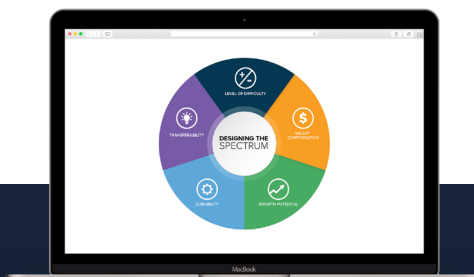 LEVEL OF DIFFICULTY
TRANSFERABILITY
DESIGNING THE
SPECTRUM
SALARY
COMPENSATION
DURABILITY
GROWTH POTENTIAL
MacBook